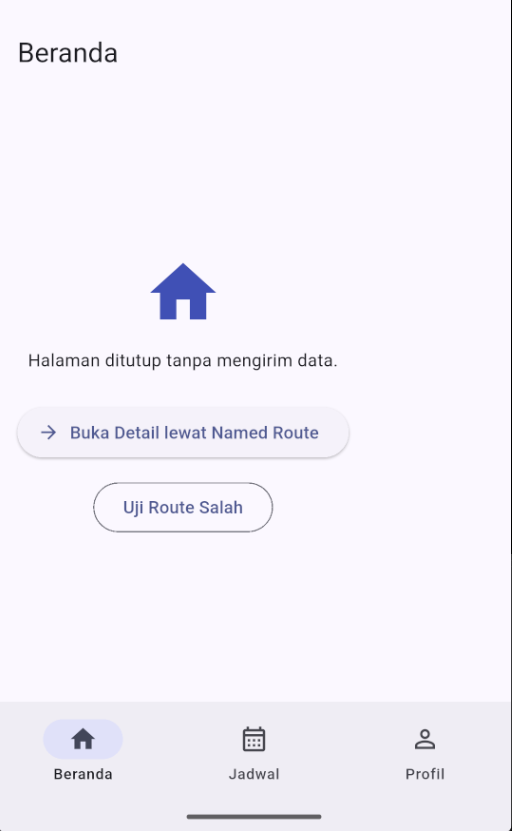 Beranda
Halaman ditutup tanpa mengirim data.
Buka Detail lewat Named Route
Uji Route Salah
Beranda
Jadwal
Profil